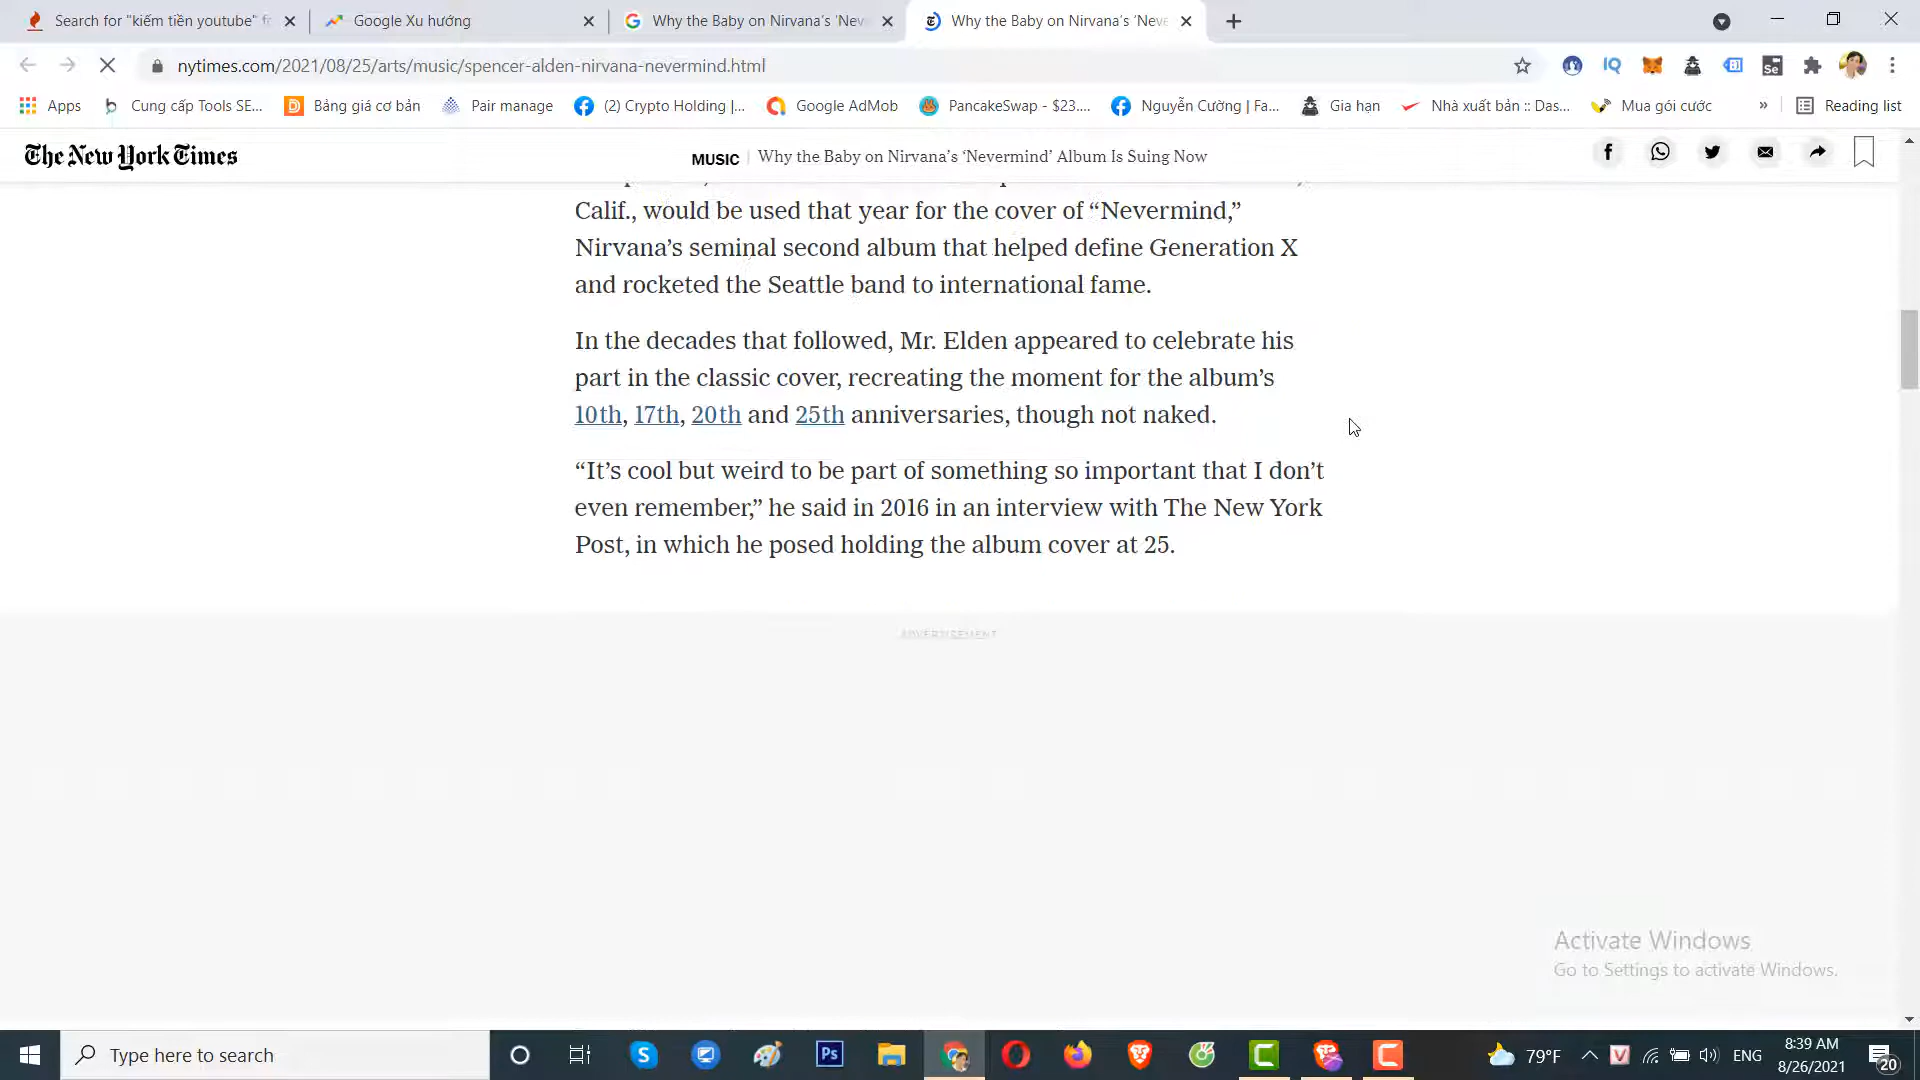 Search for "kiếm tiền youtube" f
Google Xu hướng
Why the Baby on Nirvana's 'Nev
Why the Baby on Nirvana's 'Neve
nytimes.com/2021/08/25/arts/music/spencer-alden-nirvana-nevermind.html
Apps
Cung cấp Tools SE...
Bảng giá cơ bản
Pair manage
(2) Crypto Holding |...
Google AdMob
PancakeSwap - $23....
Nguyễn Cường | Fa...
Gia hạn
Nhà xuất bản :: Das...
Mua gói cước
»
Reading list
The New York Times
MUSIC | Why the Baby on Nirvana’s ‘Nevermind’ Album Is Suing Now
Calif., would be used that year for the cover of “Nevermind,”
Nirvana’s seminal second album that helped define Generation X
and rocketed the Seattle band to international fame.
In the decades that followed, Mr. Elden appeared to celebrate his
part in the classic cover, recreating the moment for the album’s
10th, 17th, 20th and 25th anniversaries, though not naked.
“It’s cool but weird to be part of something so important that I don’t
even remember,” he said in 2016 in an interview with The New York
Post, in which he posed holding the album cover at 25.
ADVERTISEMENT
Activate Windows
Go to Settings to activate Windows.
Type here to search
Ps
79°F
ENG
8:39 AM
8/26/2021
20